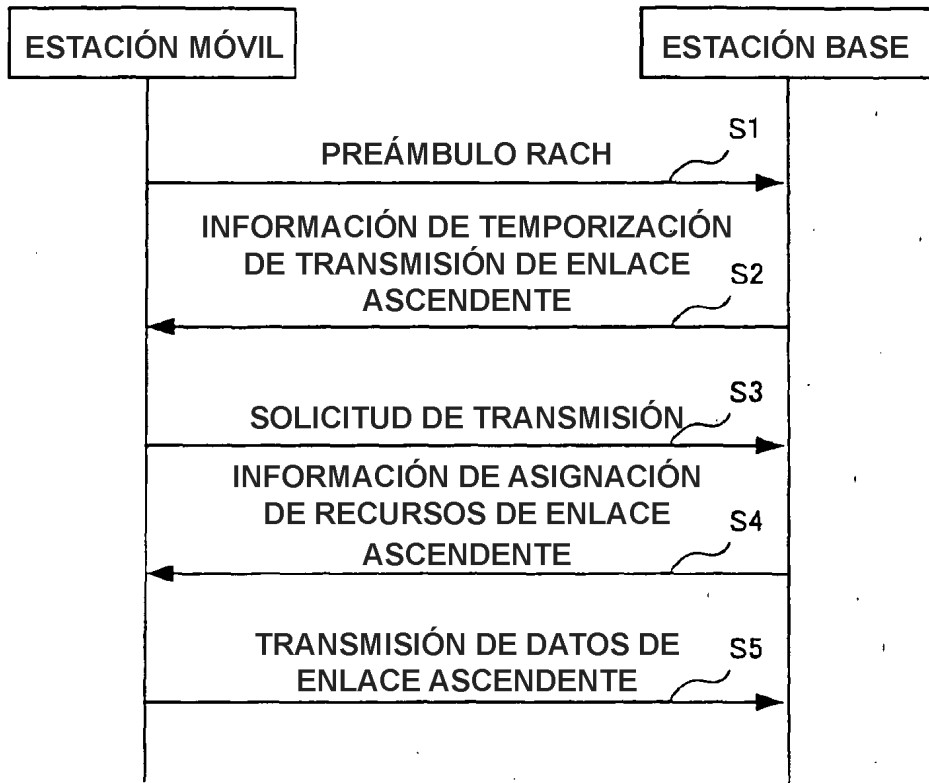 ESTACIÓN MÓVIL
ESTACIÓN BASE
S1
PREÁMBULO RACH
INFORMACIÓN DE TEMPORIZACIÓN
DE TRANSMISIÓN DE ENLACE
ASCENDENTE
S2
S3
SOLICITUD DE TRANSMISIÓN
INFORMACIÓN DE ASIGNACIÓN
DE RECURSOS DE ENLACE
ASCENDENTE
S4
TRANSMISIÓN DE DATOS DE
ENLACE ASCENDENTE
S5